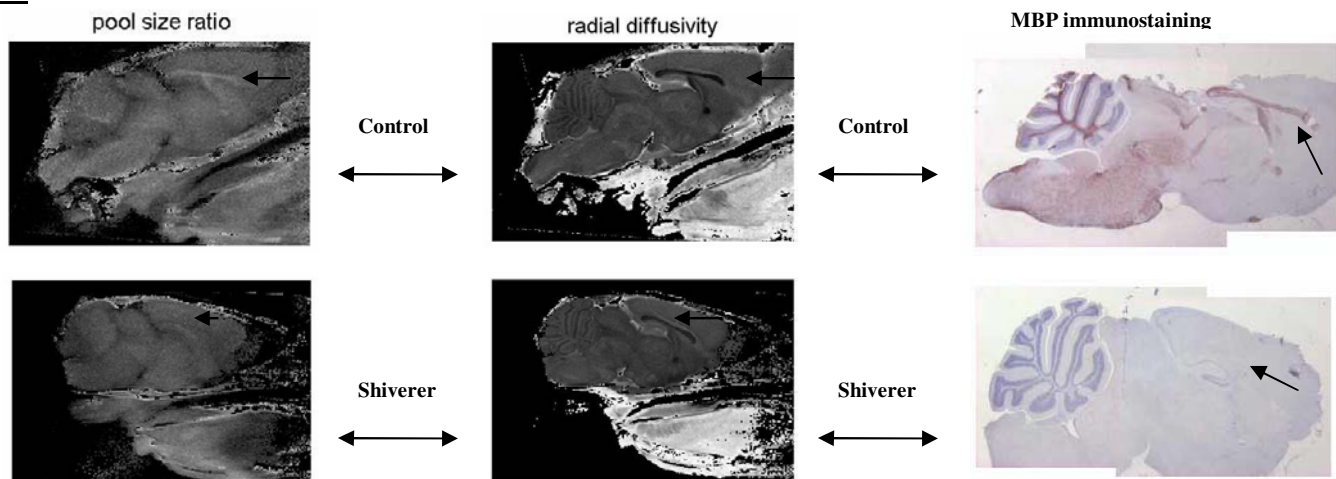 pool size ratio
radial diffusivity
MBP immunostaining
Control
Control
Shiverer
Shiverer